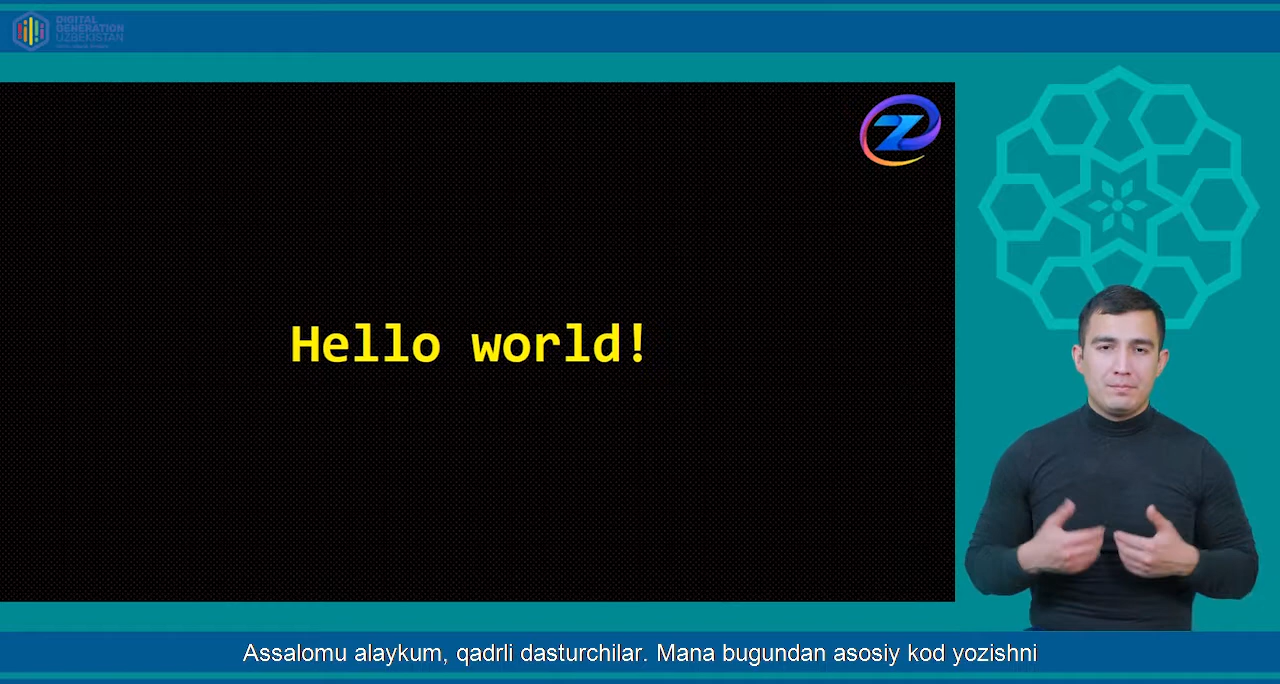 DIGITAL
GENERATION
UZBEKISTAN
Hello world!
Assalomu alaykum, qadrli dasturchilar. Mana bugundan asosiy kod yozishni